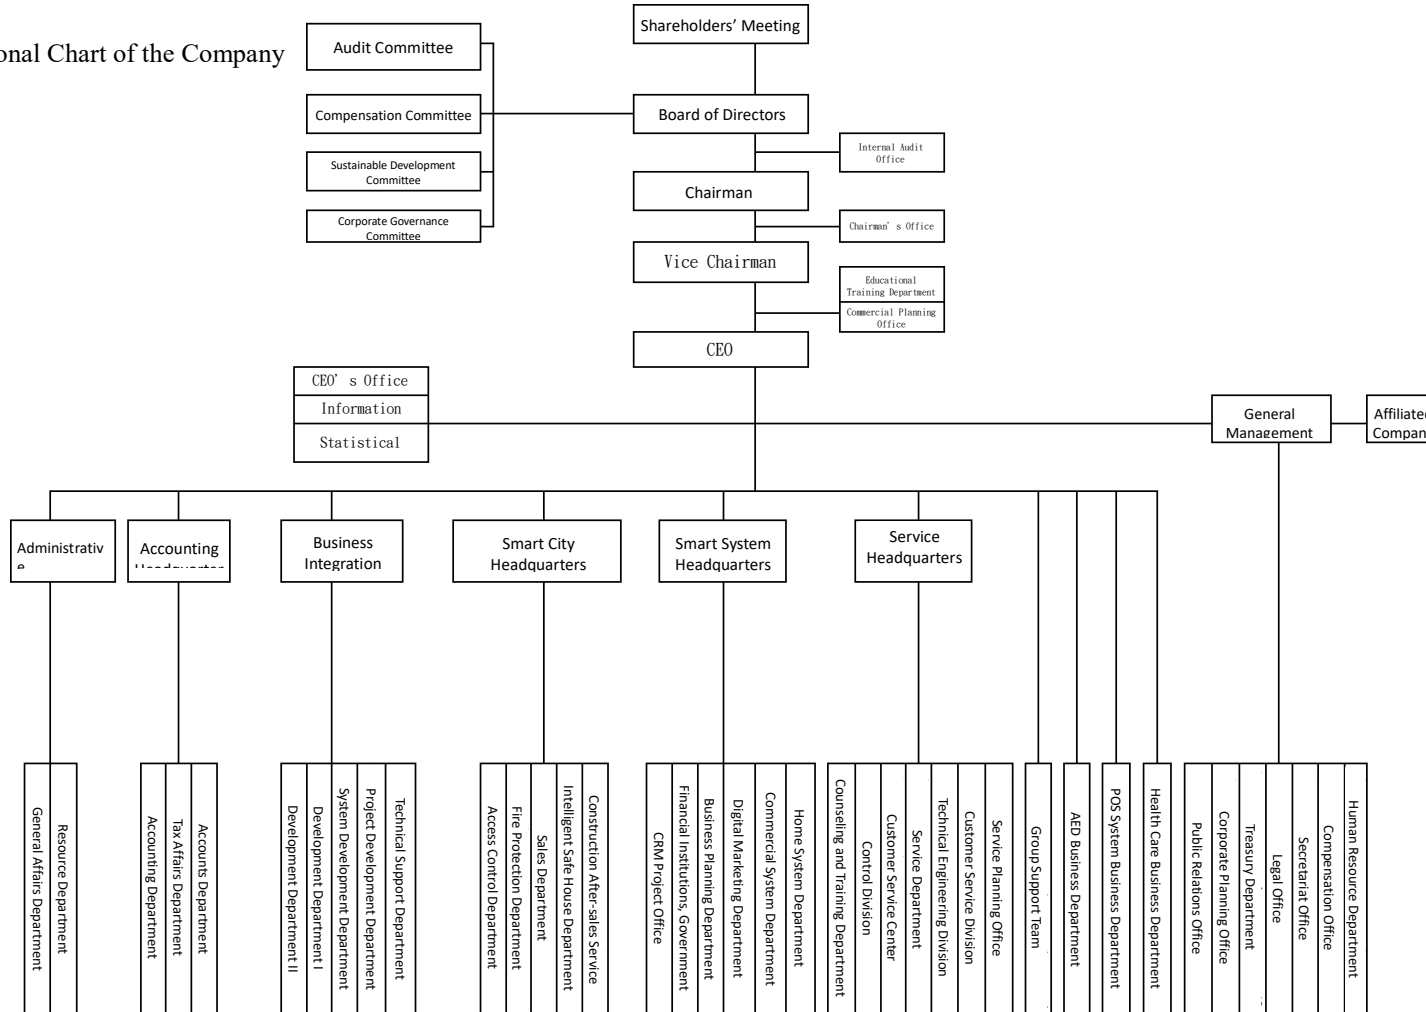 Shareholders’ Meeting
onal Chart of the Company
Audit Committee
Compensation Committee
Board of Directors
Internal Audit
Office
Sustainable Development
Committee
Chairman
Corporate Governance
Committee
Chairman’s Office
Vice Chairman
Educational
Training Department
Commercial Planning
Office
CEO
CEO’s Office
Information
Statistical
General
Management
Affiliated
Compan
Administrativ
e
Accounting
Headquarter
Business
Integration
Smart City
Headquarters
Smart System
Headquarters
Service
Headquarters
General Affairs Department
Resource Department
Accounting Department
Tax Affairs Department
Accounts Department
Development Department II
Development Department I
System Development Department
Project Development Department
Technical Support Department
Access Control Department
Fire Protection Department
Sales Department
Intelligent Safe House Department
Construction After-sales Service
CRM Project Office
Financial Institutions, Government
Business Planning Department
Digital Marketing Department
Commercial System Department
Home System Department
Counseling and Training Department
Control Division
Customer Service Center
Service Department
Technical Engineering Division
Customer Service Division
Service Planning Office
Group Support Team
AED Business Department
POS System Business Department
Health Care Business Department
Public Relations Office
Corporate Planning Office
Treasury Department
Legal Office
Secretariat Office
Compensation Office
Human Resource Department